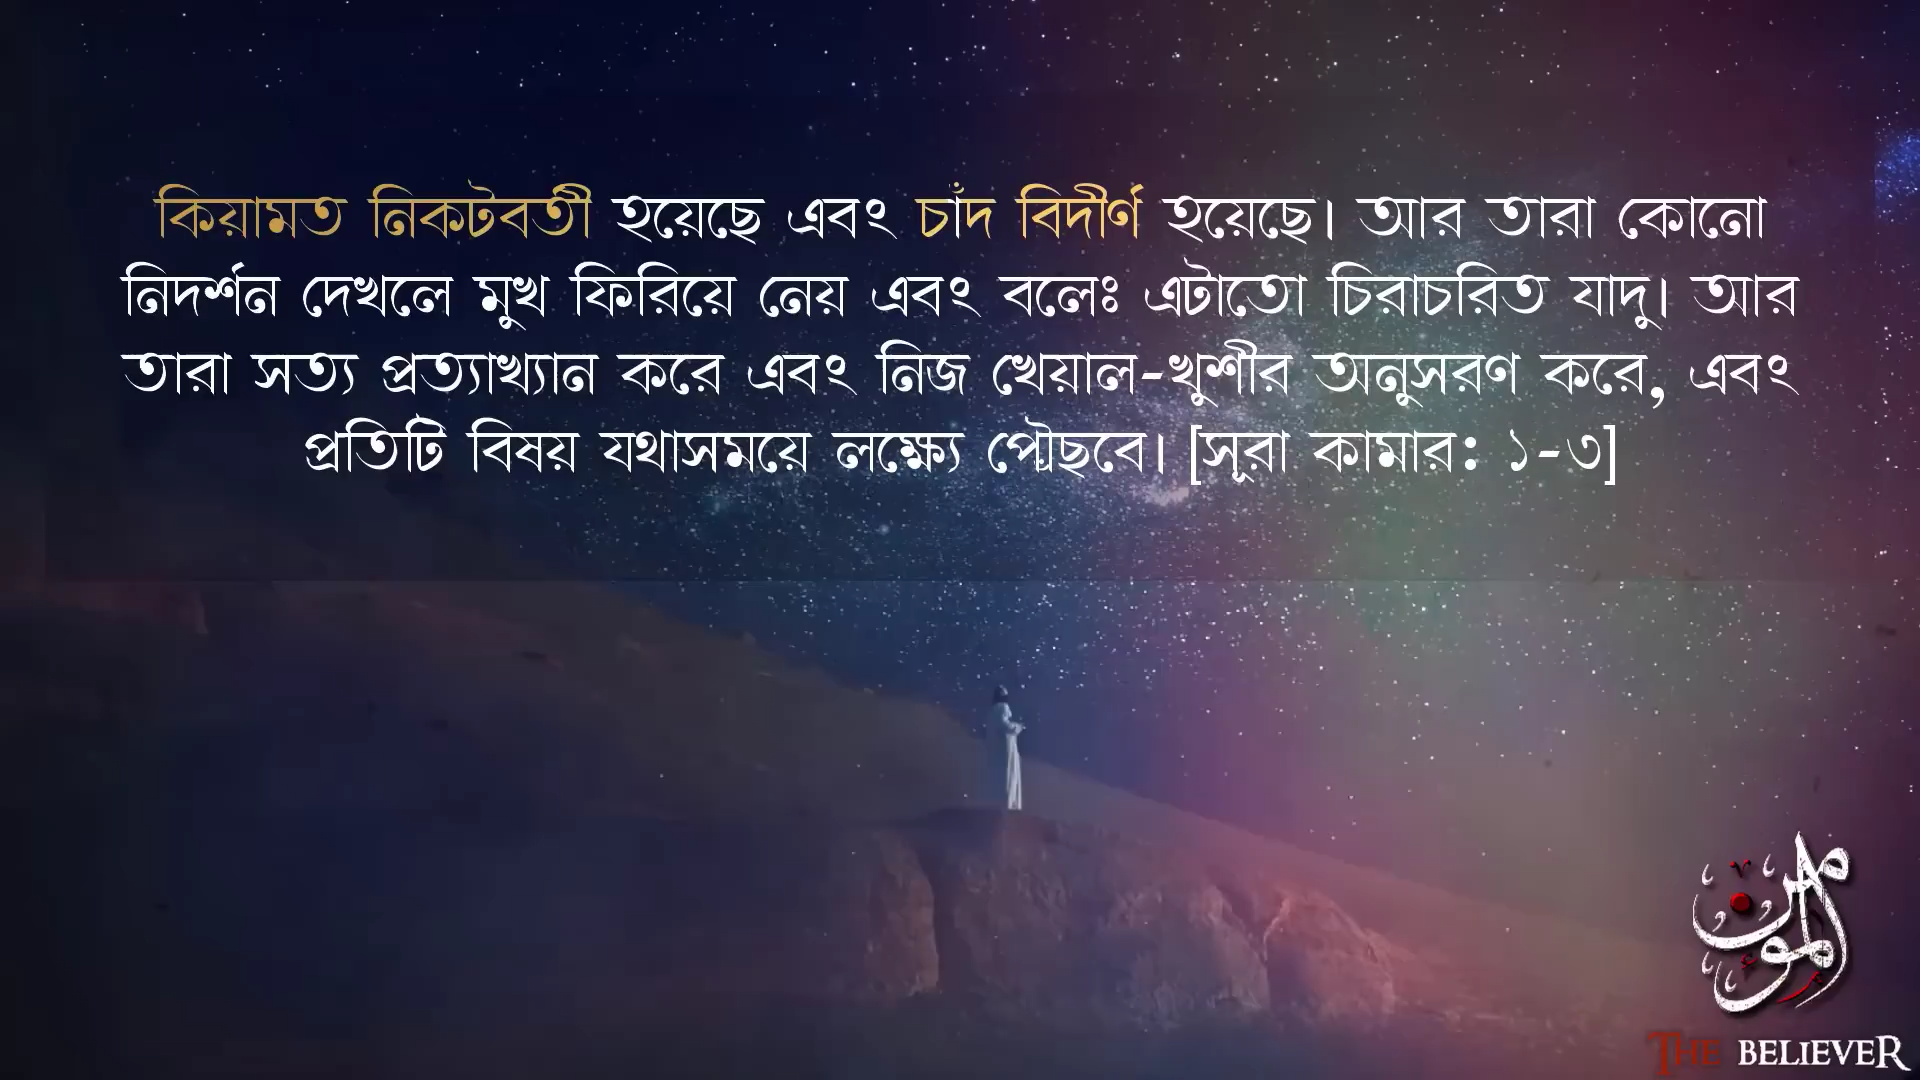 কিয়ামত নিকটবর্তী হয়েছে এবং চাঁদ বিদীর্ণ হয়েছে। আর তারা কোনো
নিদর্শন দেখলে মুখ ফিরিয়ে নেয় এবং বলেঃ এটাতো চিরাচরিত যাদু। আর
তারা সত্য প্রত্যাখ্যান করে এবং নিজ খেয়াল-খুশীর অনুসরণ করে, এবং
প্রতিটি বিষয় যথাসময়ে লক্ষ্যে পৌঁছবে। [সূরা কামার: ১-৩]
المؤمن
THE BELIEVER